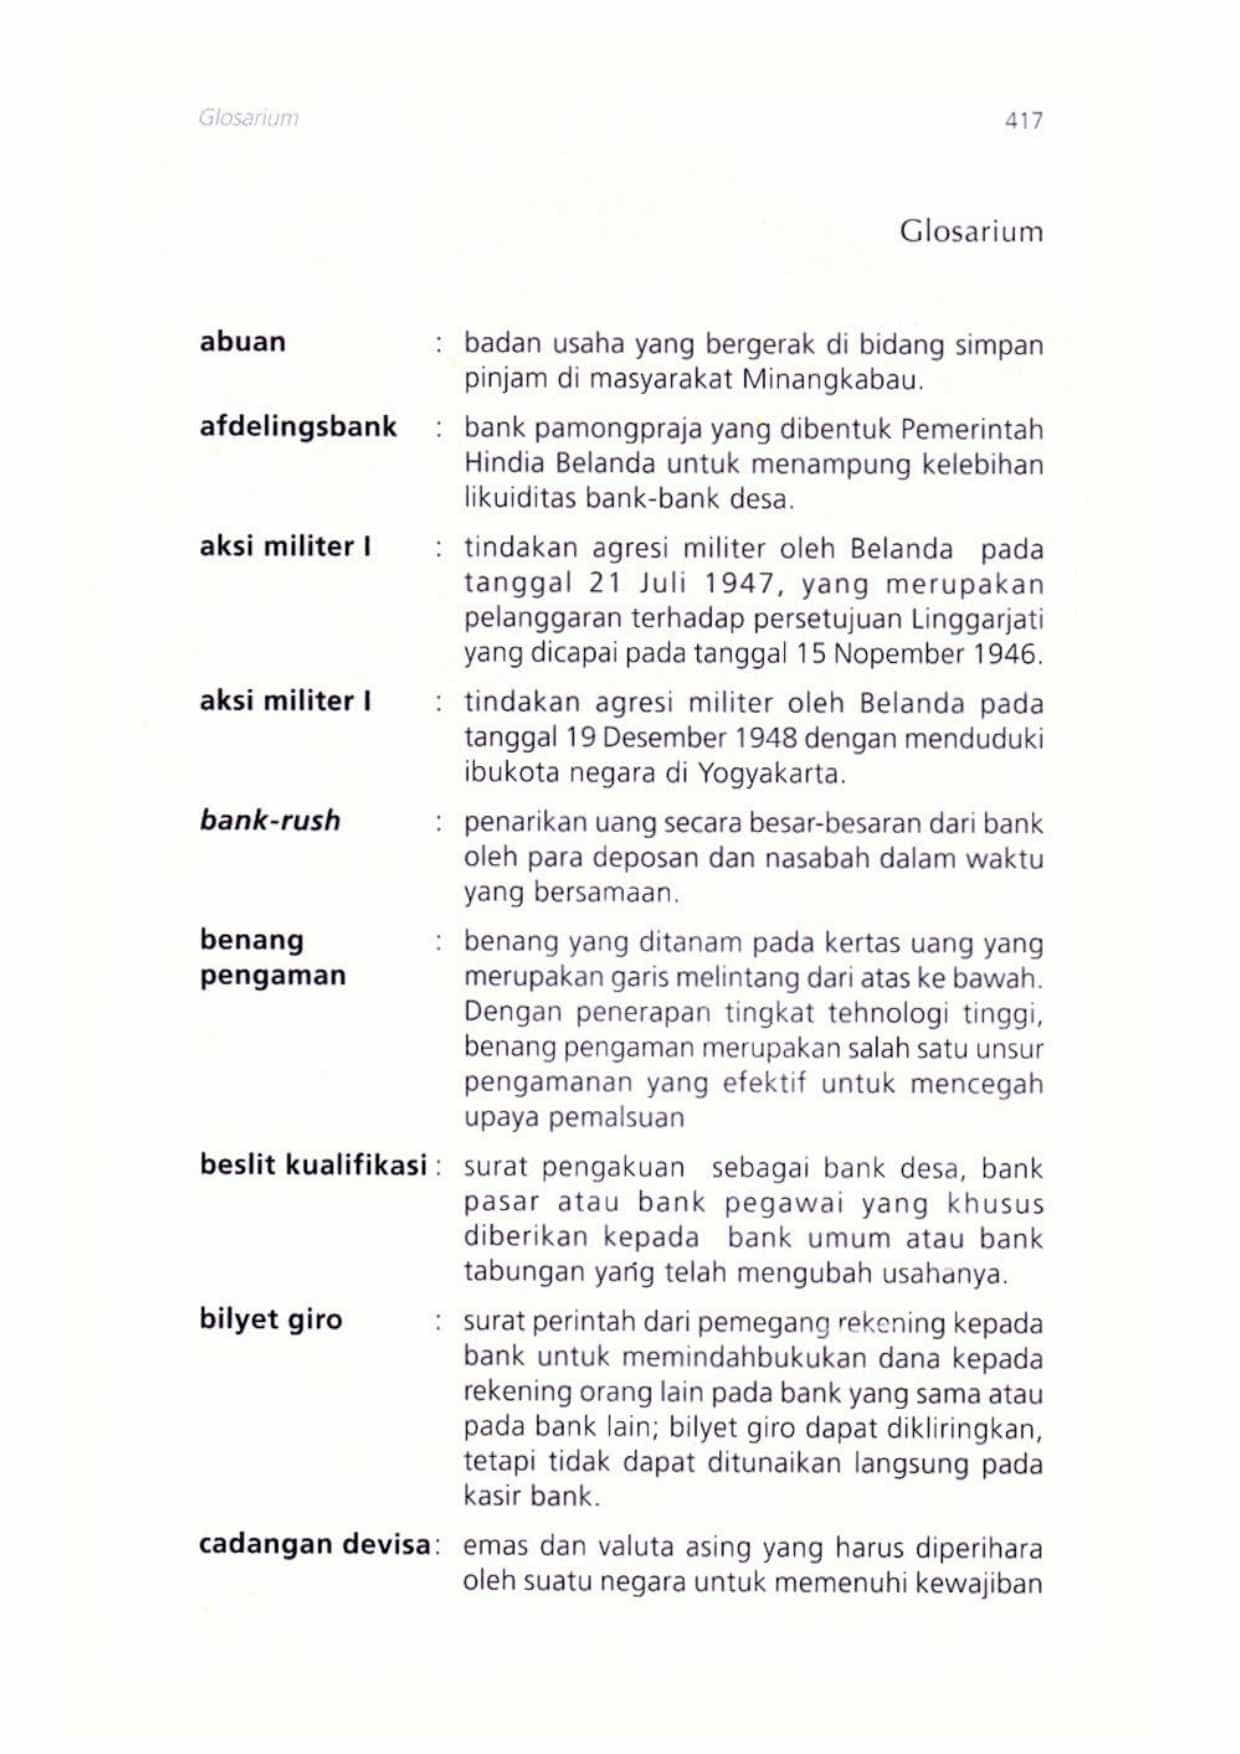 Glosarium 417
Glosarium
abuan : badan usaha yang bergerak di bidang simpan
pinjam di masyarakat Minangkabau.
afdelingsbank : bank pamongpraja yang dibentuk Pemerintah
Hindia Belanda untuk menampung kelebihan
likuiditas bank-bank desa.
aksi militer I : tindakan agresi militer oleh Belanda pada
tanggal 21 Juli 1947, yang merupakan
pelanggaran terhadap persetujuan Linggarjati
yang dicapai pada tanggal 15 Nopember 1946.
aksi militer I : tindakan agresi militer oleh Belanda pada
tanggal 19 Desember 1948 dengan menduduki
ibukota negara di Yogyakarta.
bank-rush : penarikan uang secara besar-besaran dari bank
oleh para deposan dan nasabah dalam waktu
yang bersamaan.
benang : benang yang ditanam pada kertas uang yang
pengaman merupakan garis melintang dari atas ke bawah.
Dengan penerapan tingkat tehnologi tinggi,
benang pengaman merupakan salah satu unsur
pengamanan yang efektif untuk mencegah
upaya pemalsuan
beslit kualifikasi : surat pengakuan sebagai bank desa, bank
pasar atau bank pegawai yang khusus
diberikan kepada bank umum atau bank
tabungan yang telah mengubah usahanya.
bilyet giro : surat perintah dari pemegang rekening kepada
bank untuk memindahbukukan dana kepada
rekening orang lain pada bank yang sama atau
pada bank lain; bilyet giro dapat dikliringkan,
tetapi tidak dapat ditunaikan langsung pada
kasir bank.
cadangan devisa: emas dan valuta asing yang harus diperihara
oleh suatu negara untuk memenuhi kewajiban